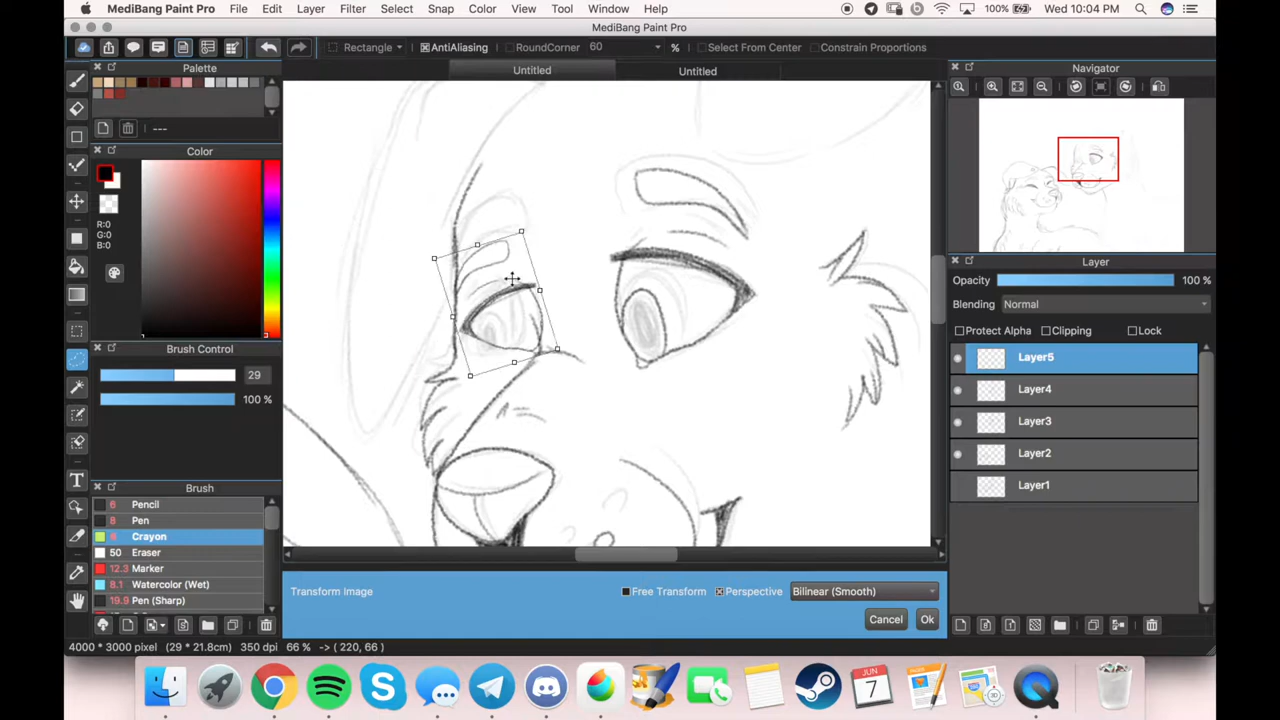 MediBang Paint Pro File Edit Layer Filter Select Snap Color View Tool Window Help 100% Wed 10:04 PM
MediBang Paint Pro
Rectangle AntiAliasing RoundCorner 60 % Select From Center Constrain Proportions
Palette
Untitled Untitled
Navigator
---
Color
R:0
G:0
B:0
Layer
Opacity 100 %
Blending Normal
Protect Alpha Clipping Lock
Brush Control
29
100 %
Layer5
Layer4
Layer3
Layer2
Layer1
Brush
6 Pencil
8 Pen
Crayon
50 Eraser
12.3 Marker
8.1 Watercolor (Wet)
19.9 Pen (Sharp)
Transform Image Free Transform Perspective Bilinear (Smooth)
Cancel Ok
T
4000 * 3000 pixel (29 * 21.8cm) 350 dpi 66 % -> ( 220, 66 )
JUN
7